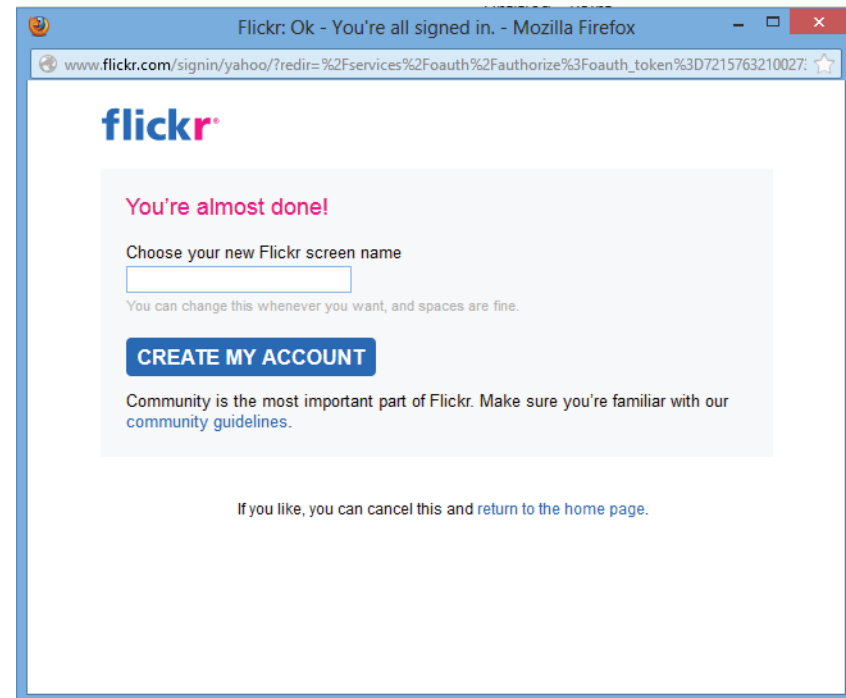 Flickr: Ok - You're all signed in. - Mozilla Firefox
www.flickr.com/signin/yahoo/?redir=%2Fservices%2Foauth%2Fauthorize%3Foauth_token%3D7215763210027
flickr
You're almost done!
Choose your new Flickr screen name
You can change this whenever you want, and spaces are fine.
CREATE MY ACCOUNT
Community is the most important part of Flickr. Make sure you're familiar with our
community guidelines.
If you like, you can cancel this and return to the home page.